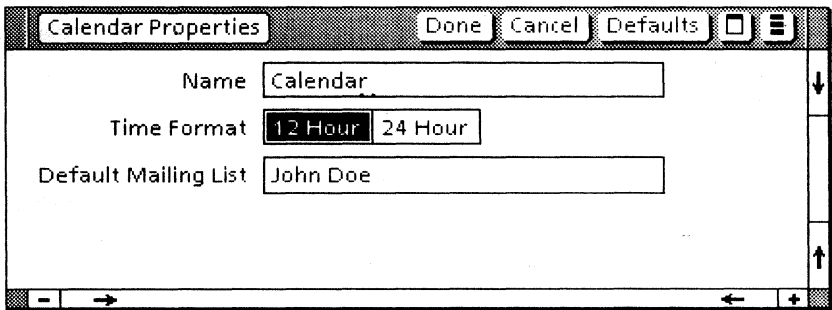 Calendar Properties Done Cancel Defaults
Name Calendar
Time Format 12 Hour 24 Hour
Default Mailing List John Doe
- +